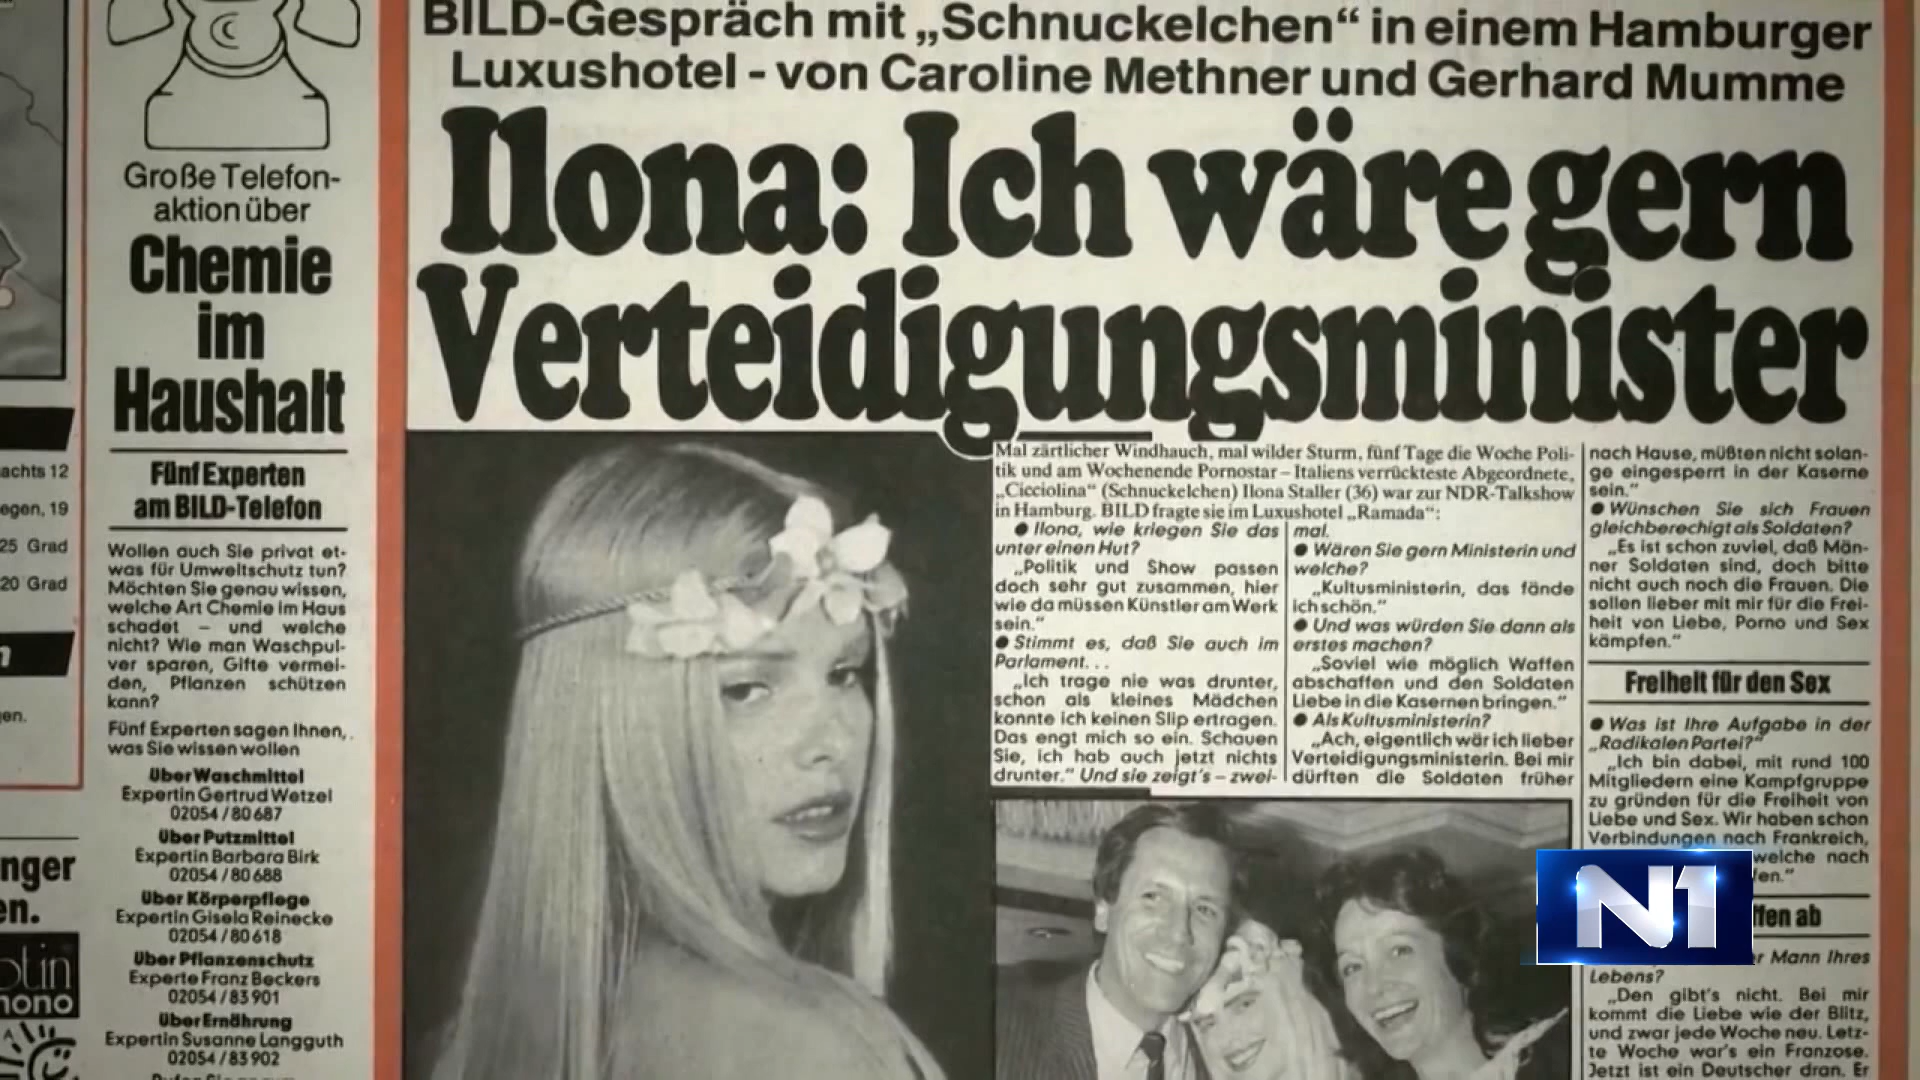 BILD-Gespräch mit „Schnuckelchen“ in einem Hamburger
Luxushotel - von Caroline Methner und Gerhard Mumme
Ilona: Ich wäre gern
Verteidigungsminister
Große Telefon-
aktion über
Chemie
im
Haushalt
Fünf Experten
am BILD-Telefon
Wollen auch Sie privat et-
was für Umweltschutz tun?
Möchten Sie genau wissen,
welche Art Chemie im Haus
schadet – und welche
nicht? Wie man Waschpul-
ver sparen, Gifte vermei-
den, Pflanzen schützen
kann?
Fünf Experten sagen Ihnen,
was Sie wissen wollen
Über Waschmittel
Expertin Gertrud Wetzel
02054/80687
Über Putzmittel
Expertin Barbara Birk
02054/80688
Über Körperpflege
Expertin Gisela Reinecke
02054/80618
Über Pflanzenschutz
Experte Franz Beckers
02054/83901
Über Ernährung
Expertin Susanne Langguth
02054/83902
achts 12
egen, 19
25 Grad
20 Grad
en.
nger
en.
mono
Mal zärtlicher Windhauch, mal wilder Sturm, fünf Tage die Woche Poli-
tik und am Wochenende Pornostar – Italiens verrückteste Abgeordnete,
„Cicciolina“ (Schnuckelchen) Ilona Staller (36) war zur NDR-Talkshow
in Hamburg. BILD fragte sie im Luxushotel „Ramada“:
● Ilona, wie kriegen Sie das
unter einen Hut?
„Politik und Show passen
doch sehr gut zusammen, hier
wie da müssen Künstler am Werk
sein.“
● Stimmt es, daß Sie auch im
Parlament...
„Ich trage nie was drunter,
schon als kleines Mädchen
konnte ich keinen Slip ertragen.
Das engt mich so ein. Schauen
Sie, ich hab auch jetzt nichts
drunter.“ Und sie zeigt's – zwei-
mal.
● Wären Sie gern Ministerin und
welche?
„Kultusministerin, das fände
ich schön.“
● Und was würden Sie dann als
erstes machen?
„Soviel wie möglich Waffen
abschaffen und den Soldaten
Liebe in die Kasernen bringen.“
● Als Kultusministerin?
„Ach, eigentlich wär ich lieber
Verteidigungsministerin. Bei mir
dürften die Soldaten früher
nach Hause, müßten nicht solan-
ge eingesperrt in der Kaserne
sein.“
● Wünschen Sie sich Frauen
gleichberechtigt als Soldaten?
„Es ist schon zuviel, daß Män-
ner Soldaten sind, doch bitte
nicht auch noch die Frauen. Die
sollen lieber mit mir für die Frei-
heit von Liebe, Porno und Sex
kämpfen.“
Freiheit für den Sex
● Was ist Ihre Aufgabe in der
„Radikalen Partei?“
„Ich bin dabei, mit rund 100
Mitgliedern eine Kampfgruppe
zu gründen für die Freiheit von
Liebe und Sex. Wir haben schon
Verbindungen nach Frankreich,
welche nach
ffen ab
Mann Ihres
Lebens?
„Den gibt's nicht. Bei mir
kommt die Liebe wie der Blitz,
und zwar jede Woche neu. Letz-
te Woche war's ein Franzose.
Jetzt ist ein Deutscher dran. Er
N1